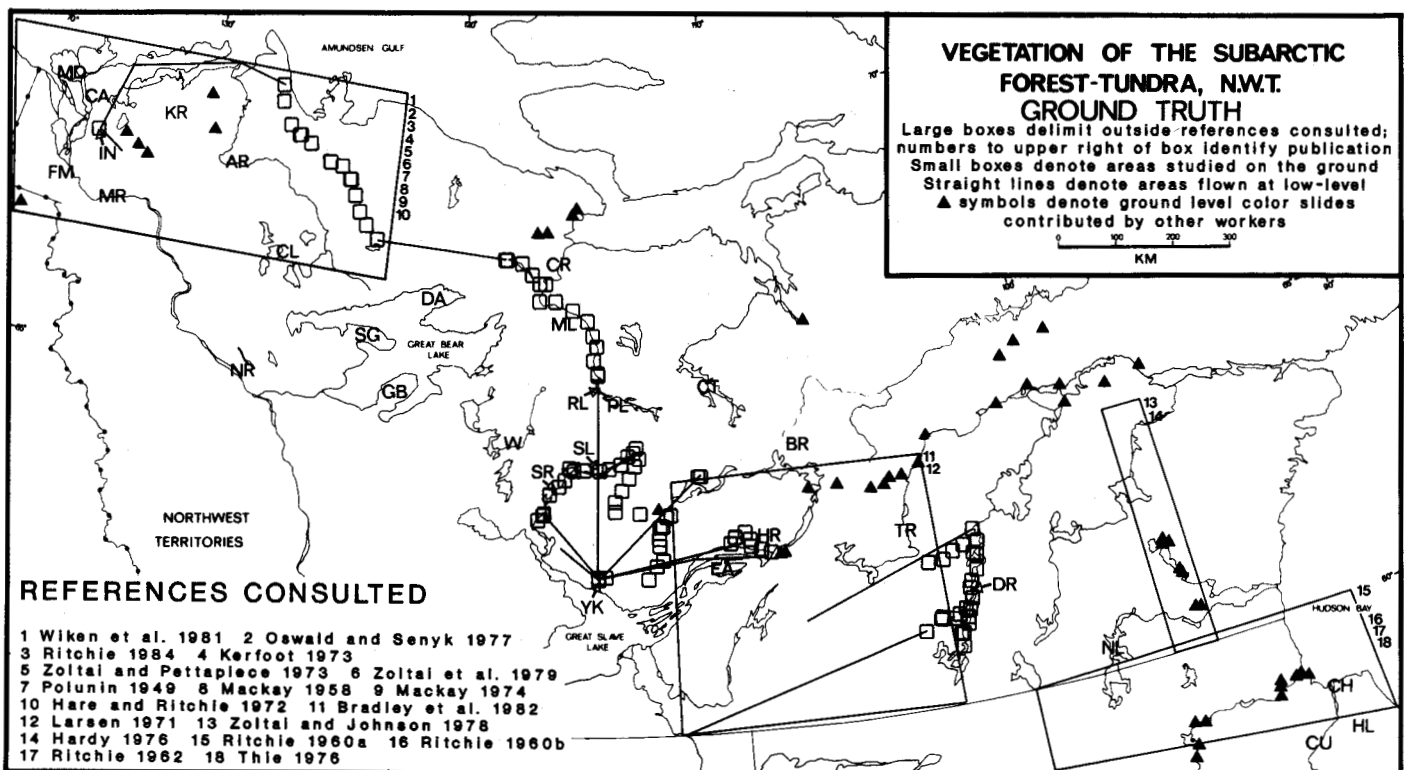 VEGETATION OF THE SUBARCTIC
FOREST-TUNDRA, N.W.T.
GROUND TRUTH
Large boxes delimit outside references consulted;
numbers to upper right of box identify publication
Small boxes denote areas studied on the ground
Straight lines denote areas flown at low-level
▲ symbols denote ground level color slides
contributed by other workers
0 100 200 300
KM
130
120
110
70
AMUNDSEN GULF
MD
CA
KR
IN
FM
MR
AR
CL
1
2
3
4
5
6
7
8
9
10
CR
DA
ML
SG
GREAT BEAR
LAKE
NR
GB
CT
RL
PL
100
90
W
SL
SR
BR
11
12
13
14
NORTHWEST
TERRITORIES
HR
EA
TR
DR
YK
GREAT SLAVE
LAKE
60
15
HUDSON BAY
16
17
18
NL
CH
HL
CU
REFERENCES CONSULTED
1 Wiken et al. 1981 2 Oswald and Senyk 1977
3 Ritchie 1984 4 Kerfoot 1973
5 Zoltai and Pettapiece 1973 6 Zoltai et al. 1979
7 Polunin 1949 8 Mackay 1958 9 Mackay 1974
10 Hare and Ritchie 1972 11 Bradley et al. 1982
12 Larsen 1971 13 Zoltai and Johnson 1978
14 Hardy 1976 15 Ritchie 1960a 16 Ritchie 1960b
17 Ritchie 1962 18 Thie 1976